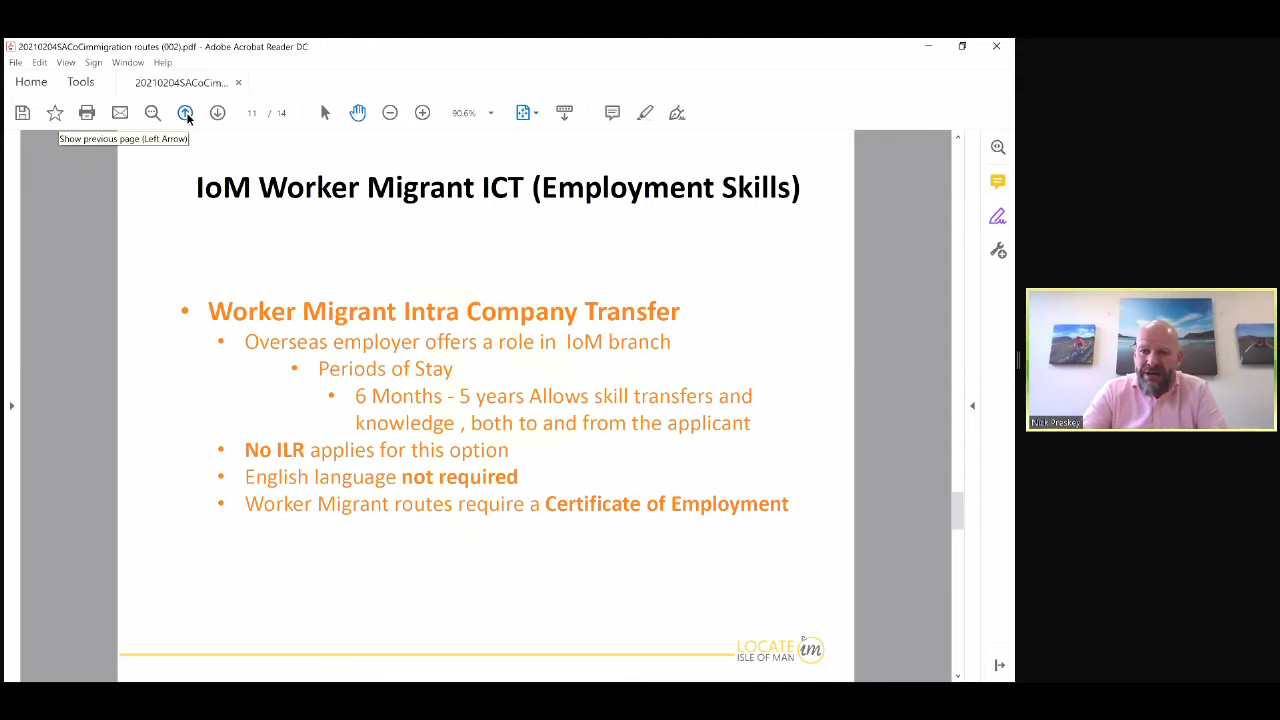 20210204SACoCimmigration routes (002).pdf - Adobe Acrobat Reader DC
File Edit View Sign Window Help
Home Tools 20210204SACoCim... ×
11 / 14 90.6%
Show previous page (Left Arrow)
IoM Worker Migrant ICT (Employment Skills)
• Worker Migrant Intra Company Transfer
• Overseas employer offers a role in IoM branch
• Periods of Stay
• 6 Months - 5 years Allows skill transfers and
knowledge , both to and from the applicant
• No ILR applies for this option
• English language not required
• Worker Migrant routes require a Certificate of Employment
LOCATE
ISLE OF MAN
im
Nick Preskey